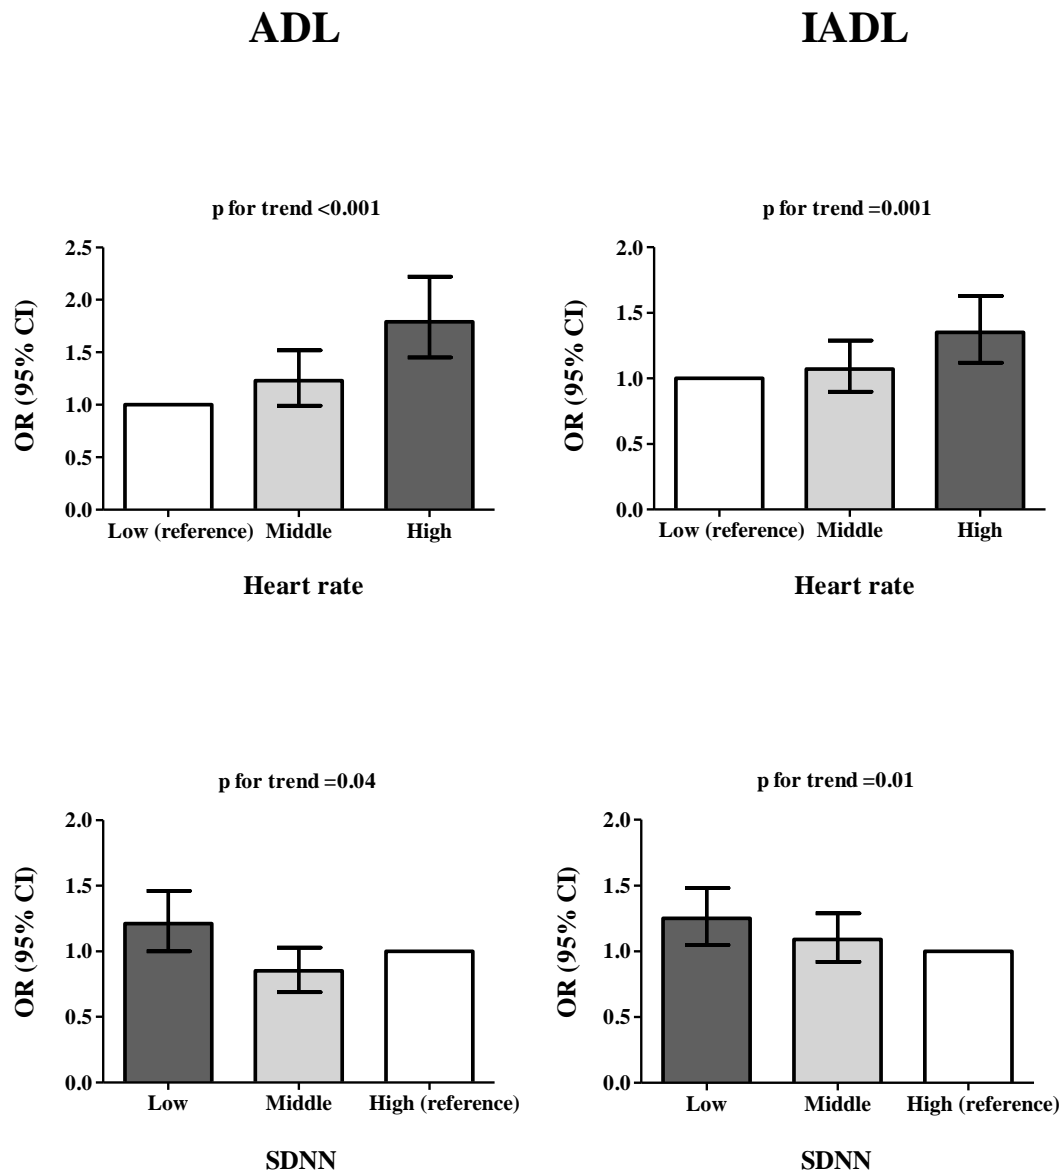 ADL
IADL
p for trend <0.001
OR (95% CI)
2.5
2.0
1.5
1.0
0.5
0.0
Low (reference) Middle High
Heart rate
p for trend =0.001
OR (95% CI)
2.0
1.5
1.0
0.5
0.0
Low (reference) Middle High
Heart rate
p for trend =0.04
OR (95% CI)
2.0
1.5
1.0
0.5
0.0
Low Middle High (reference)
SDNN
p for trend =0.01
OR (95% CI)
2.0
1.5
1.0
0.5
0.0
Low Middle High (reference)
SDNN